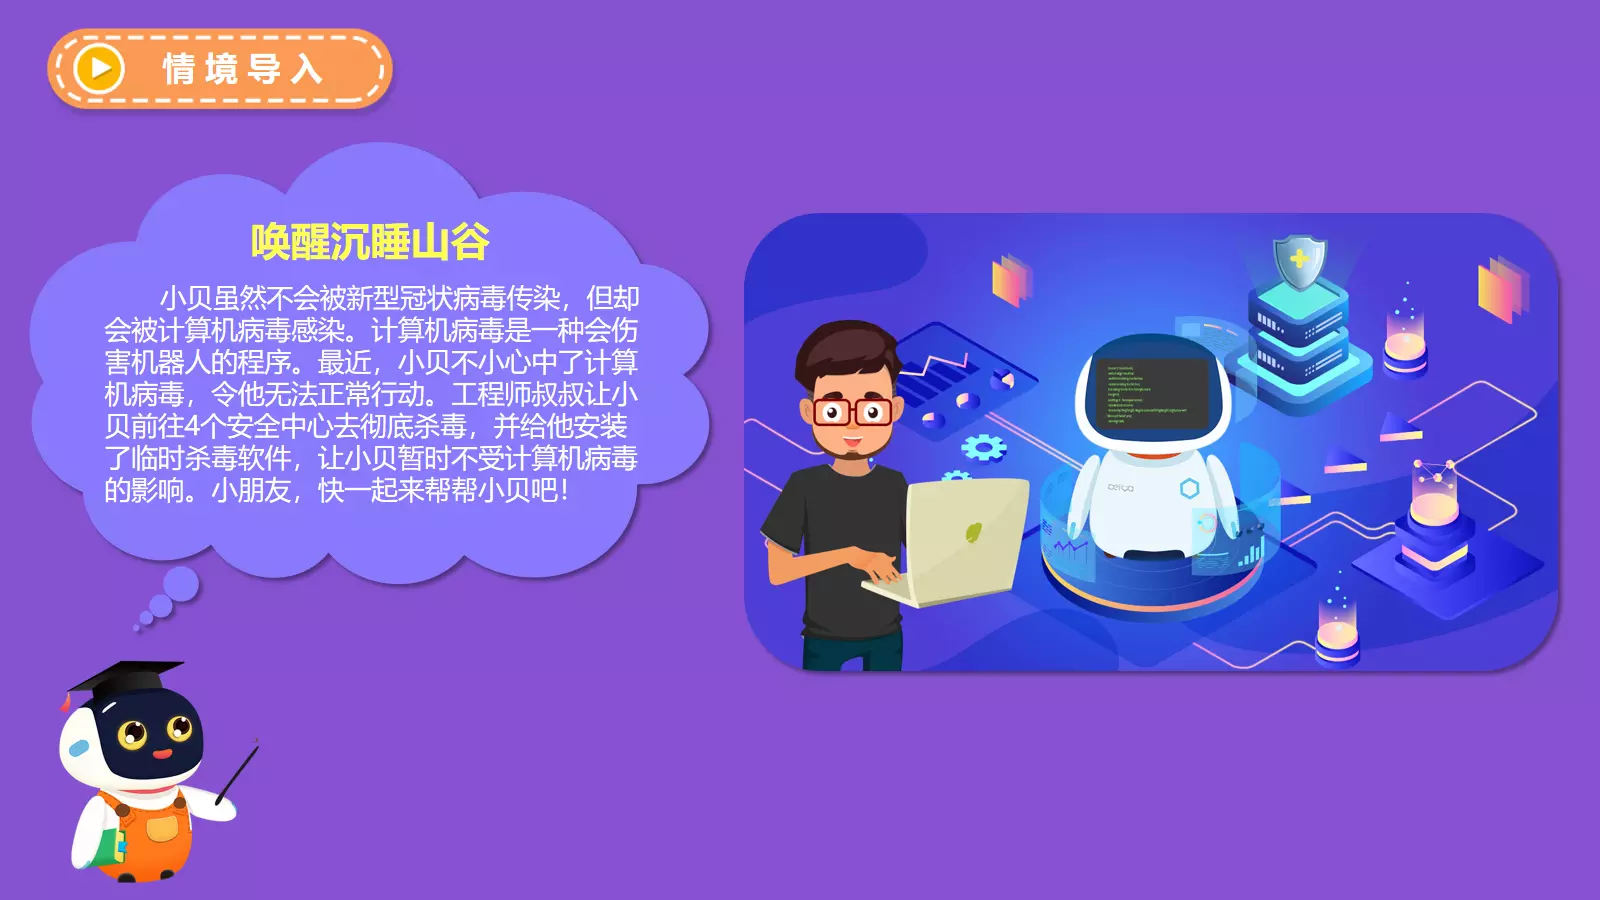 情境导入
唤醒沉睡山谷
小贝虽然不会被新型冠状病毒传染，但却
会被计算机病毒感染。计算机病毒是一种会伤
害机器人的程序。最近，小贝不小心中了计算
机病毒，令他无法正常行动。工程师叔叔让小
贝前往4个安全中心去彻底杀毒，并给他安装
了临时杀毒软件，让小贝暂时不受计算机病毒
的影响。小朋友，快一起来帮帮小贝吧！